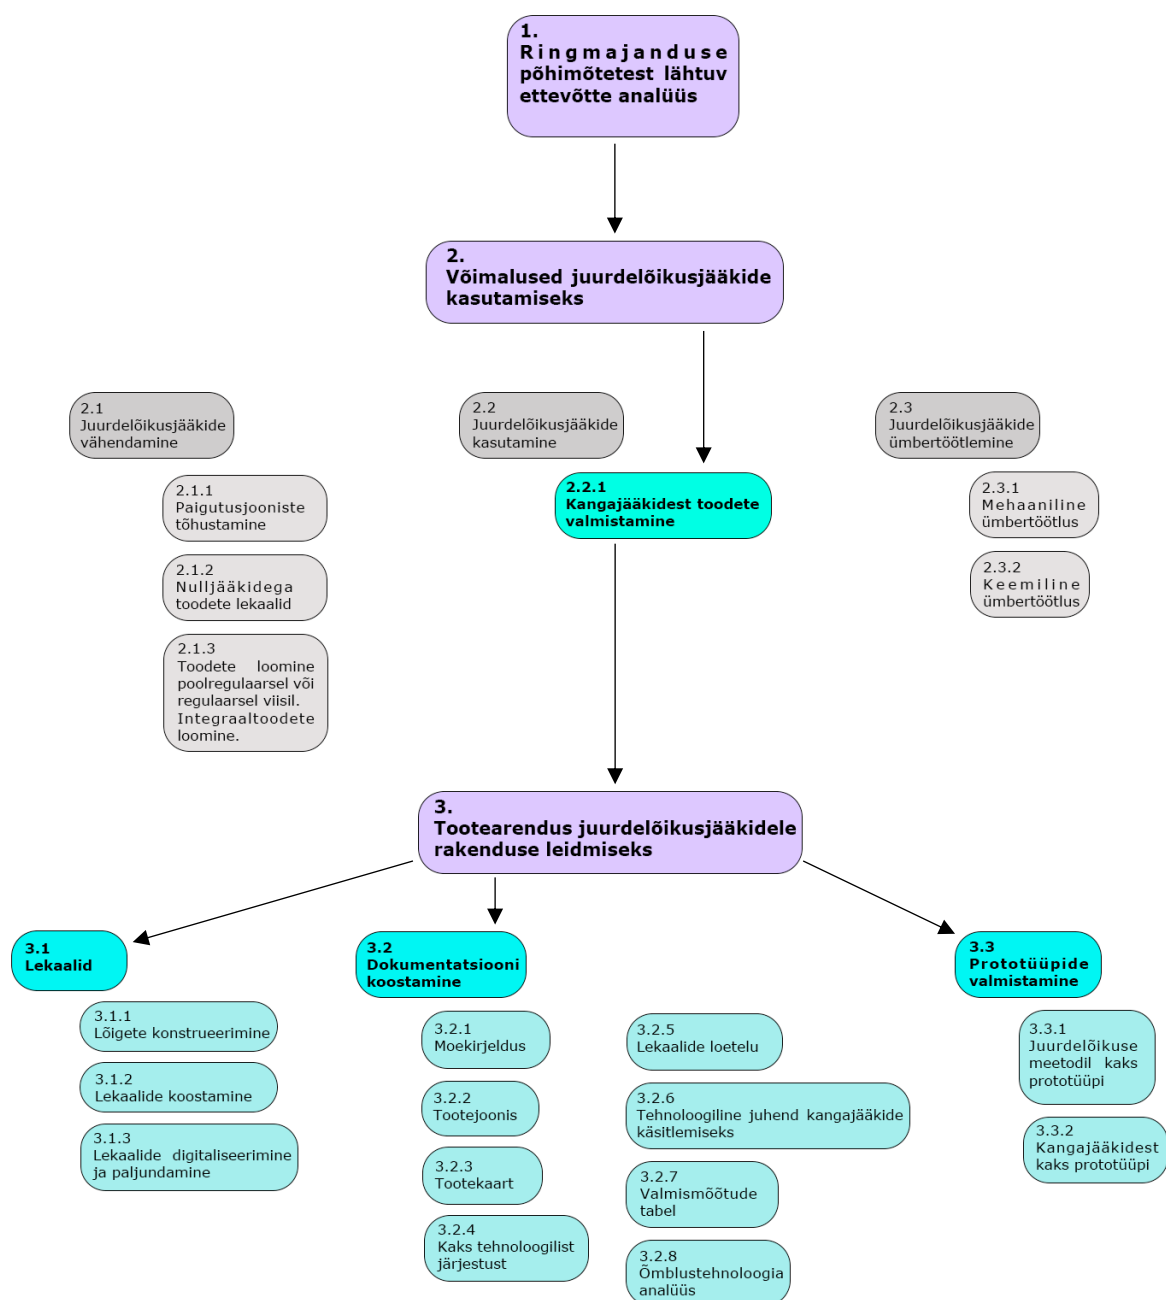 1.
Ringmajanduse
põhimõtetest lähtuv
ettevõtte analüüs
2.
Võimalused juurdelõikusjääkide
kasutamiseks
2.1
Juurdelõikusjääkide
vähendamine
2.1.1
Paigutusjooniste
tõhustamine
2.1.2
Nulljääkidega
toodete lekaalid
2.1.3
Toodete loomine
poolregulaarsel või
regulaarsel viisil.
Integraaltoodete
loomine.
2.2
Juurdelõikusjääkide
kasutamine
2.2.1
Kangajääkidest toodete
valmistamine
2.3
Juurdelõikusjääkide
ümbertöötlemine
2.3.1
Mehaaniline
ümbertöötlus
2.3.2
Keemiline
ümbertöötlus
3.
Tootearendus juurdelõikusjääkidele
rakenduse leidmiseks
3.1
Lekaalid
3.1.1
Lõigete konstrueerimine
3.1.2
Lekaalide koostamine
3.1.3
Lekaalide digitaliseerimine
ja paljundamine
3.2
Dokumentatsiooni
koostamine
3.2.1
Moekirjeldus
3.2.2
Tootejoonis
3.2.3
Tootekaart
3.2.4
Kaks tehnoloogilist
järjestust
3.2.5
Lekaalide loetelu
3.2.6
Tehnoloogiline juhend kangajääkide
käsitlemiseks
3.2.7
Valmismõõtude
tabel
3.2.8
Õmblustehnoloogia
analüüs
3.3
Prototüüpide
valmistamine
3.3.1
Juurdelõikuse
meetodil kaks
prototüüpi
3.3.2
Kangajääkidest
kaks prototüüpi